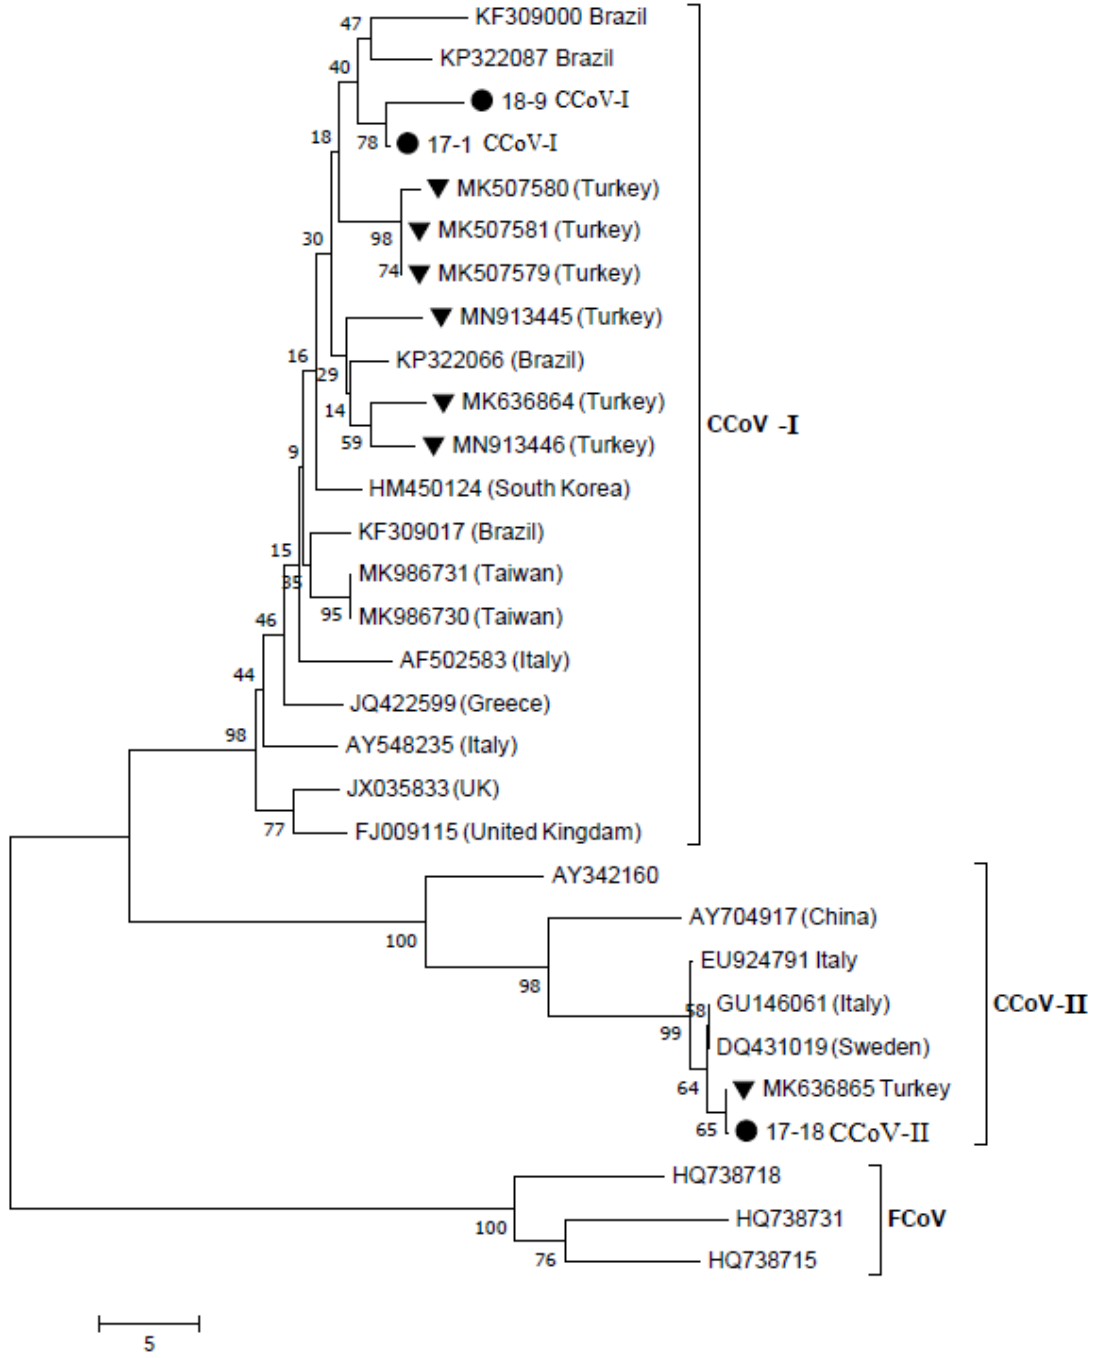 47
KF309000 Brazil
KP322087 Brazil
40
18-9 CCoV-I
18
78
17-1 CCoV-I
MK507580 (Turkey)
MK507581 (Turkey)
98
30
74
MK507579 (Turkey)
MN913445 (Turkey)
16
KP322066 (Brazil)
29
14
MK636864 (Turkey)
CCoV -I
59
MN913446 (Turkey)
9
HM450124 (South Korea)
KF309017 (Brazil)
15
35
MK986731 (Taiwan)
95
MK986730 (Taiwan)
46
AF502583 (Italy)
44
JQ422599 (Greece)
98
AY548235 (Italy)
JX035833 (UK)
77
FJ009115 (United Kingdam)
AY342160
AY704917 (China)
100
EU924791 Italy
98
58
GU146061 (Italy)
CCoV-II
99
DQ431019 (Sweden)
64
MK636865 Turkey
65
17-18 CCoV-II
HQ738718
HQ738731
FCoV
100
76
HQ738715
5